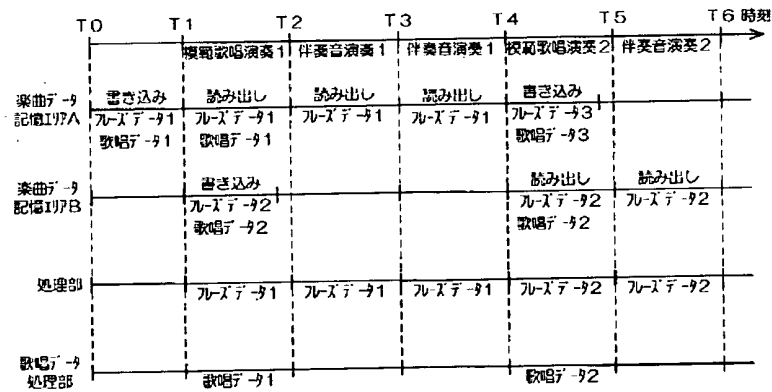 T0 T1 T2 T3 T4 T5 T6 時刻
模範歌唱演奏1 伴奏音演奏1 伴奏音演奏1 模範歌唱演奏2 伴奏音演奏2
楽曲データ 書き込み 読み出し 読み出し 読み出し 書き込み
記憶エリアA フレーズデータ1 フレーズデータ1 フレーズデータ1 フレーズデータ1 フレーズデータ3
歌唱データ1 歌唱データ1 歌唱データ3
楽曲データ 書き込み 読み出し 読み出し
記憶エリアB フレーズデータ2 フレーズデータ2 フレーズデータ2
歌唱データ2 歌唱データ2
処理部 フレーズデータ1 フレーズデータ1 フレーズデータ1 フレーズデータ2 フレーズデータ2
歌唱データ
処理部 歌唱データ1 歌唱データ2